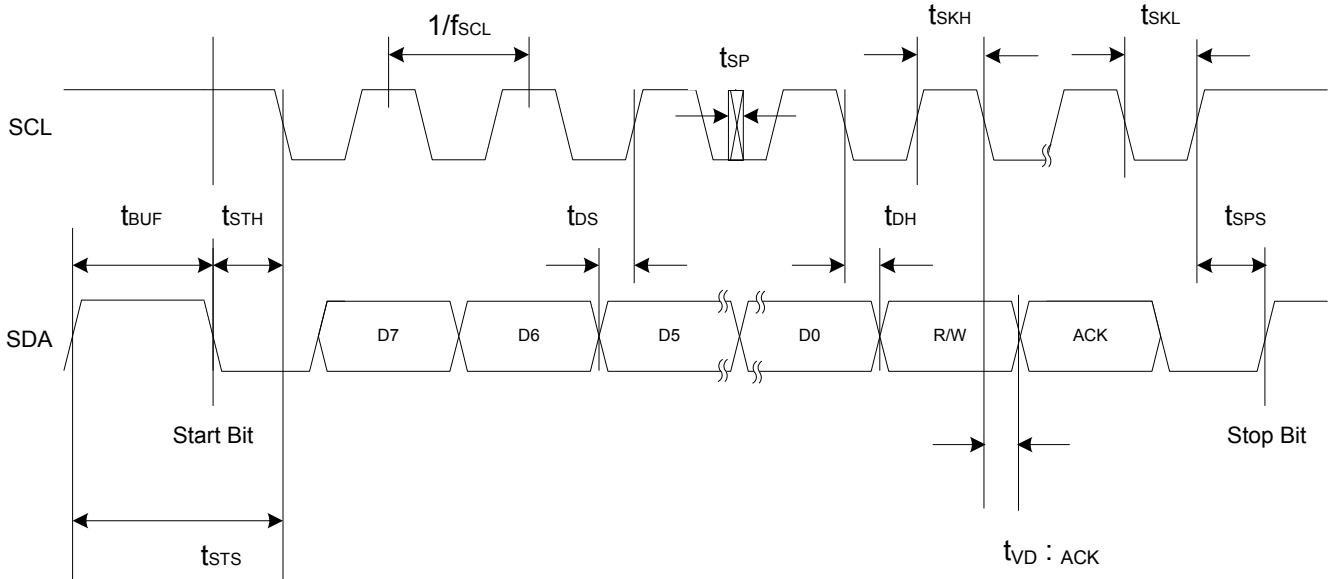 1/fSCL
tSKH
tSKL
tSP
SCL
tBUF
tSTH
tDS
tDH
tSPS
SDA
D7
D6
D5
D0
R/W
ACK
Start Bit
Stop Bit
tSTS
tVD : ACK